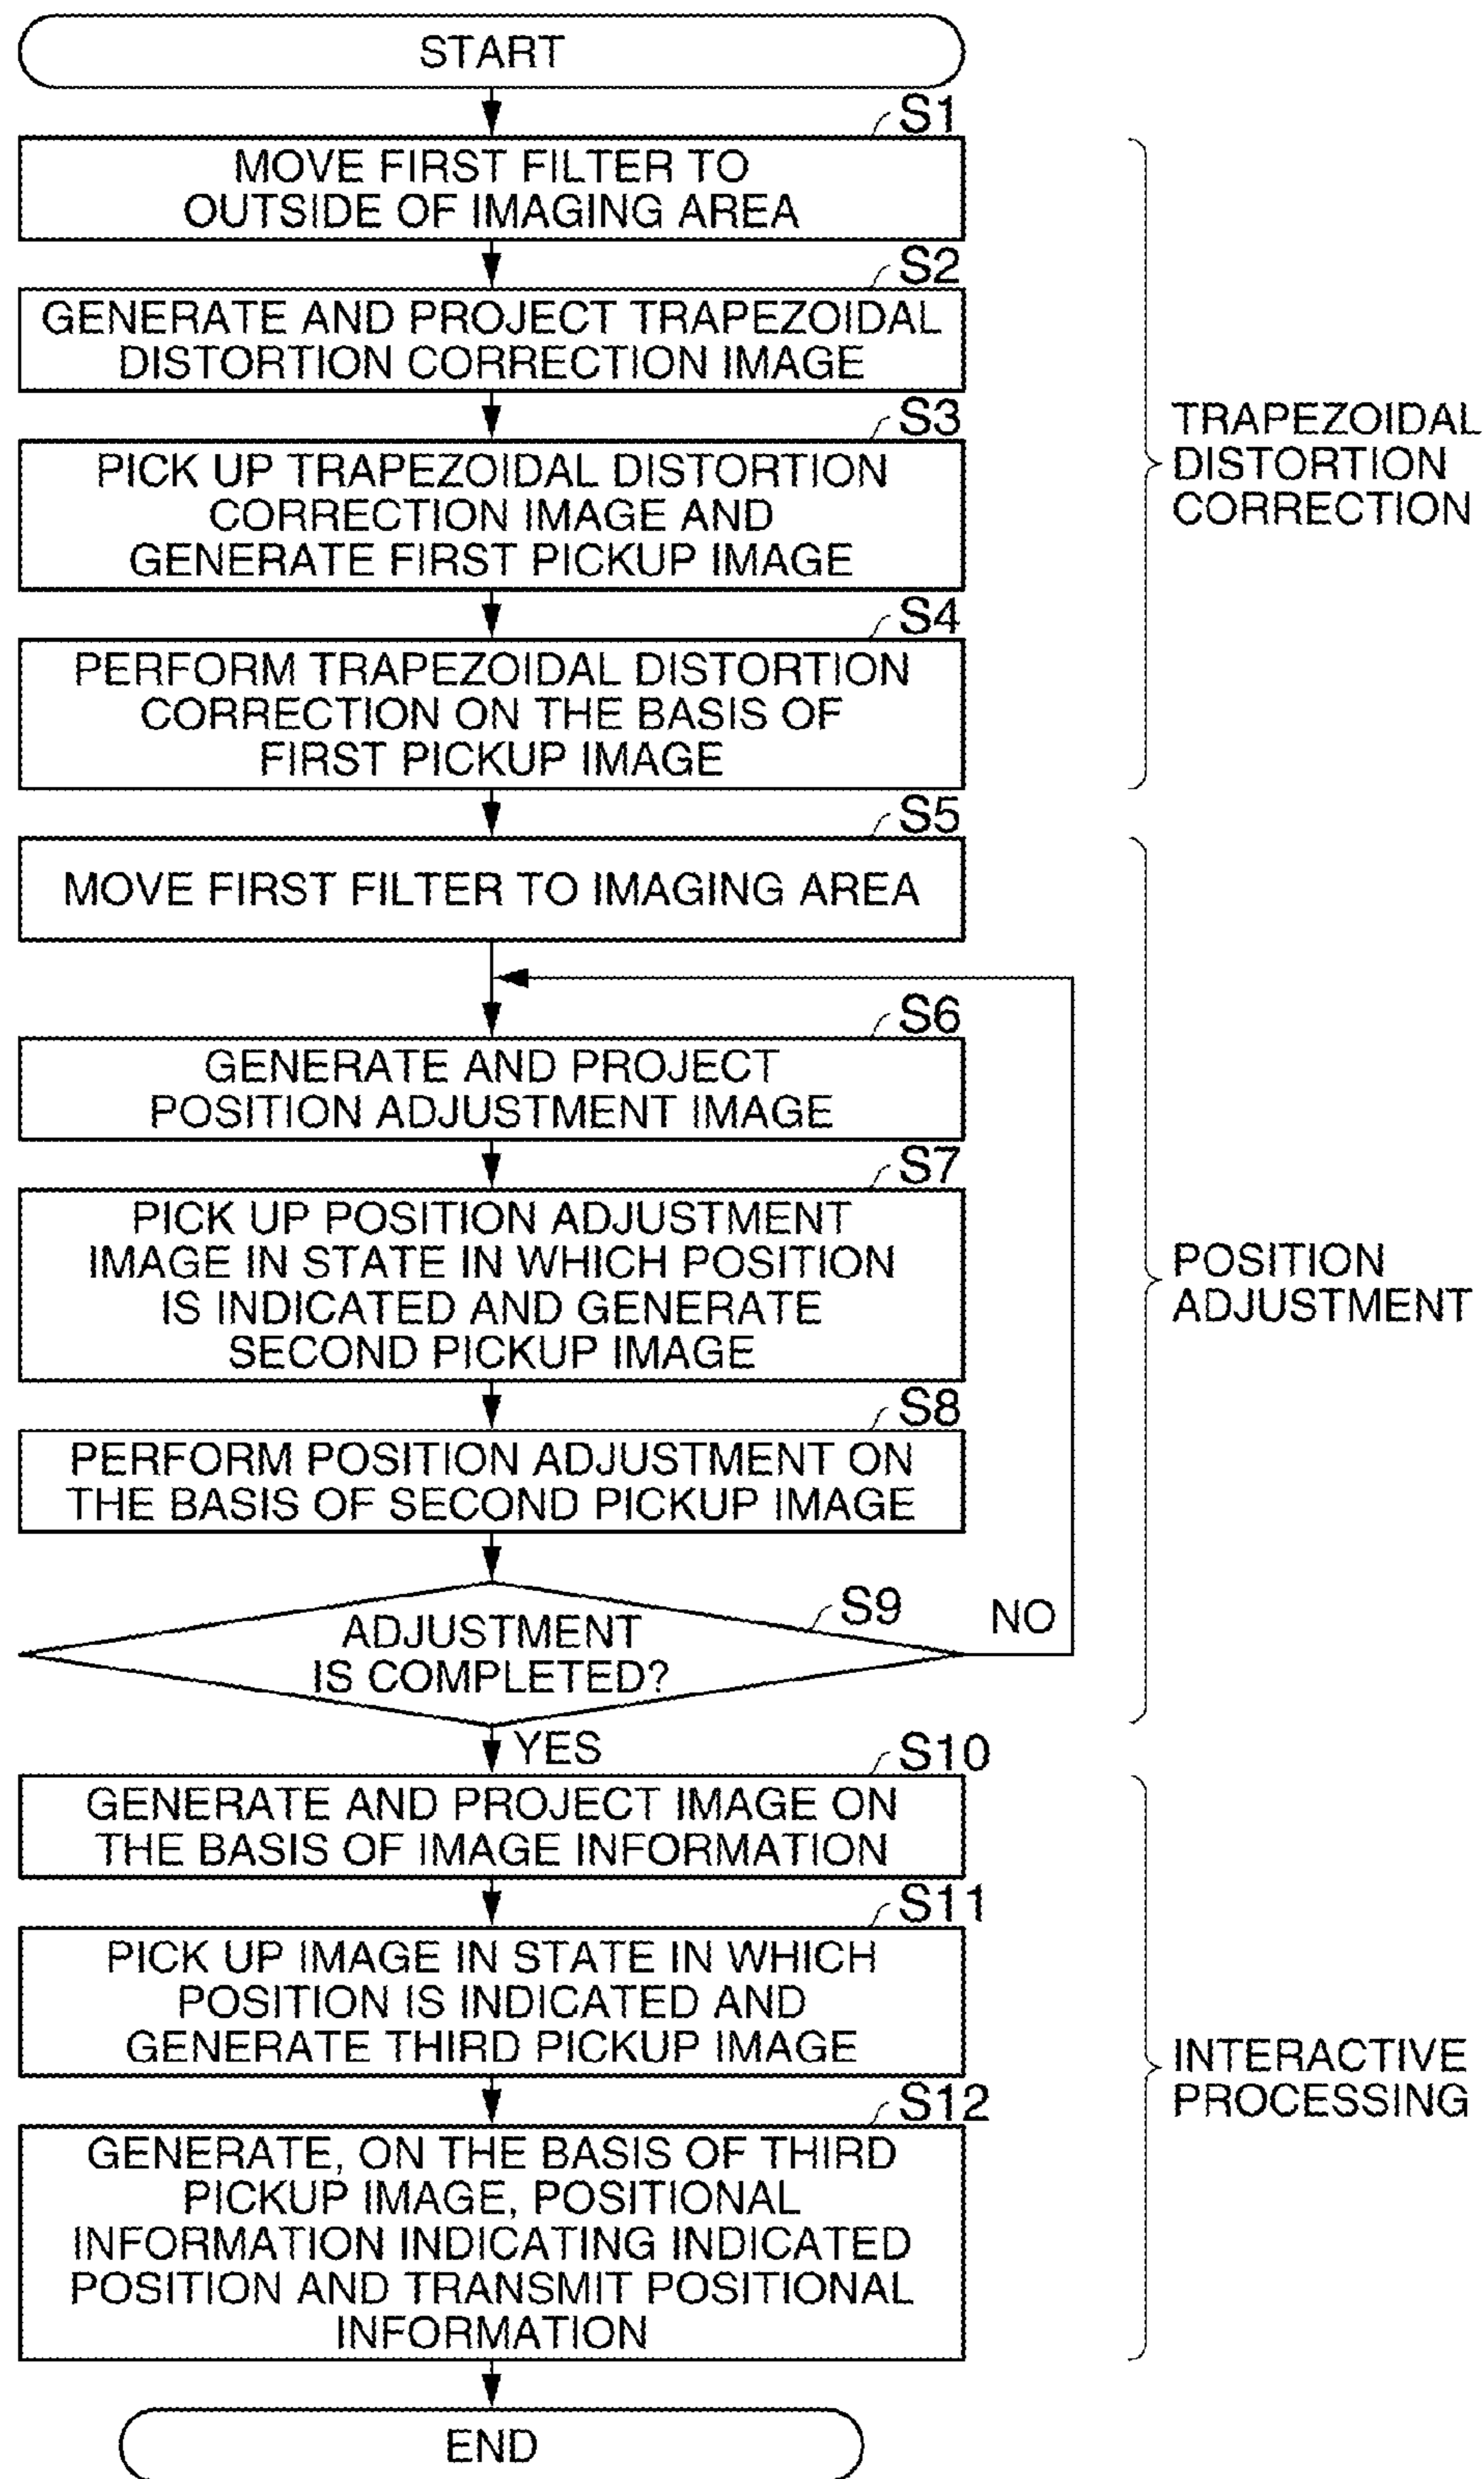 START
S1
MOVE FIRST FILTER TO
OUTSIDE OF IMAGING AREA
S2
GENERATE AND PROJECT TRAPEZOIDAL
DISTORTION CORRECTION IMAGE
S3
PICK UP TRAPEZOIDAL DISTORTION
CORRECTION IMAGE AND
GENERATE FIRST PICKUP IMAGE
S4
PERFORM TRAPEZOIDAL DISTORTION
CORRECTION ON THE BASIS OF
FIRST PICKUP IMAGE
TRAPEZOIDAL
DISTORTION
CORRECTION
S5
MOVE FIRST FILTER TO IMAGING AREA
S6
GENERATE AND PROJECT
POSITION ADJUSTMENT IMAGE
S7
PICK UP POSITION ADJUSTMENT
IMAGE IN STATE IN WHICH POSITION
IS INDICATED AND GENERATE
SECOND PICKUP IMAGE
S8
PERFORM POSITION ADJUSTMENT ON
THE BASIS OF SECOND PICKUP IMAGE
S9
ADJUSTMENT
IS COMPLETED?
NO
YES
POSITION
ADJUSTMENT
S10
GENERATE AND PROJECT IMAGE ON
THE BASIS OF IMAGE INFORMATION
S11
PICK UP IMAGE IN STATE IN WHICH
POSITION IS INDICATED AND
GENERATE THIRD PICKUP IMAGE
S12
GENERATE, ON THE BASIS OF THIRD
PICKUP IMAGE, POSITIONAL
INFORMATION INDICATING INDICATED
POSITION AND TRANSMIT POSITIONAL
INFORMATION
INTERACTIVE
PROCESSING
END